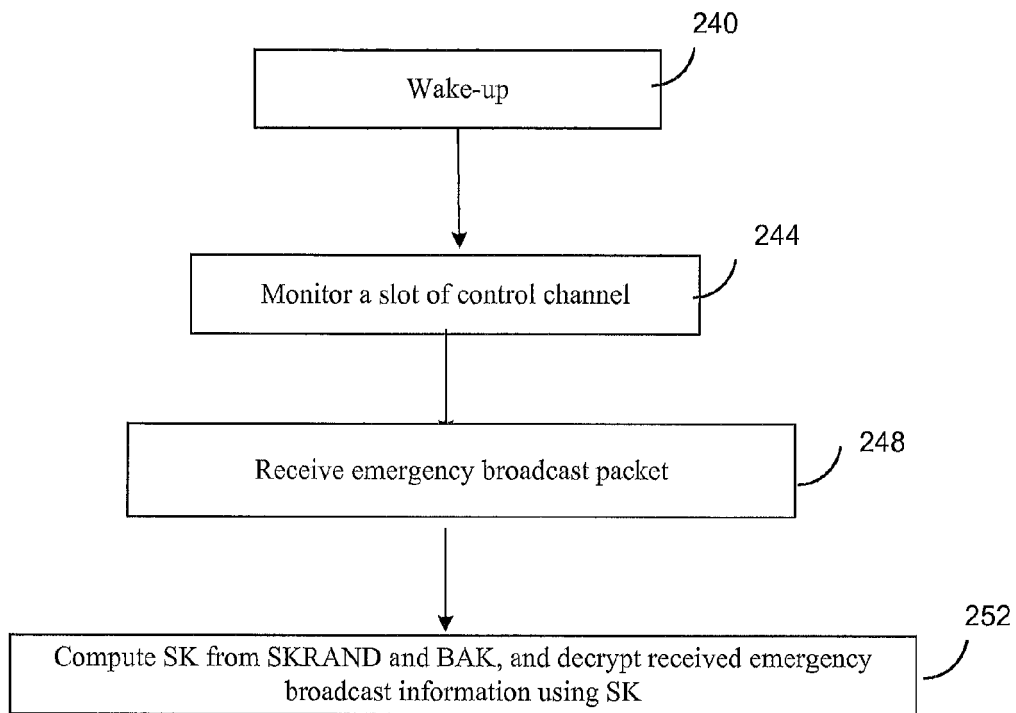 240
Wake-up
244
Monitor a slot of control channel
248
Receive emergency broadcast packet
252
Compute SK from SKRAND and BAK, and decrypt received emergency
broadcast information using SK